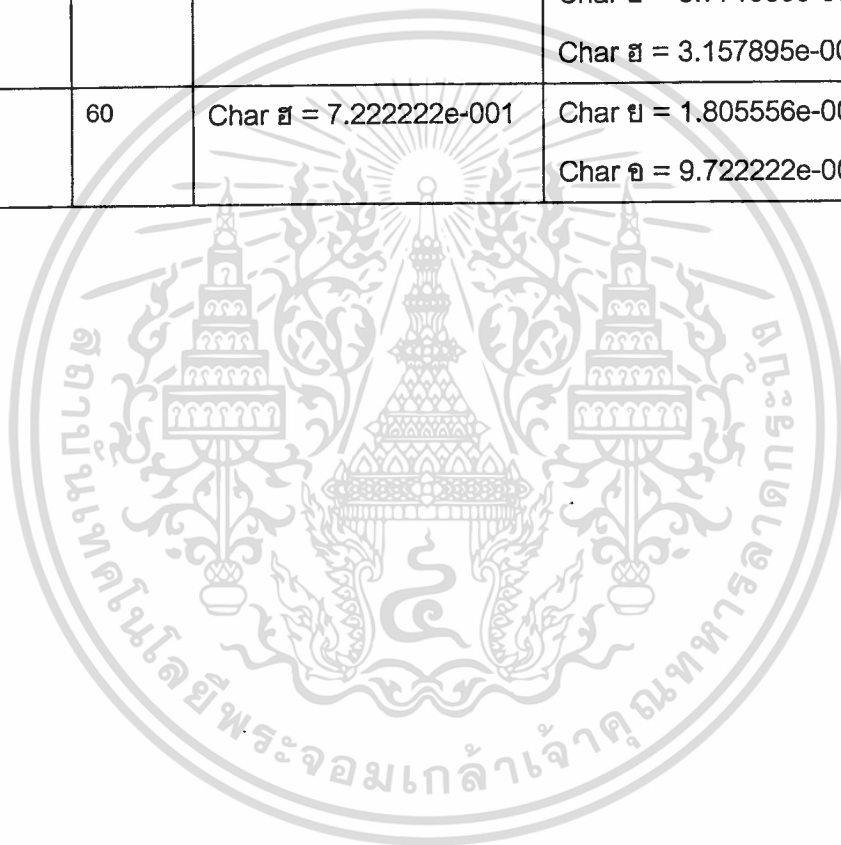 Char ฮ = 3.157895e-00
60 Char ฮ = 7.222222e-001 Char ย = 1.805556e-00
Char อ = 9.722222e-00
สถาบันเทคโนโลยีพระจอมเกล้าเจ้าคุณทหารลาดกระบัง